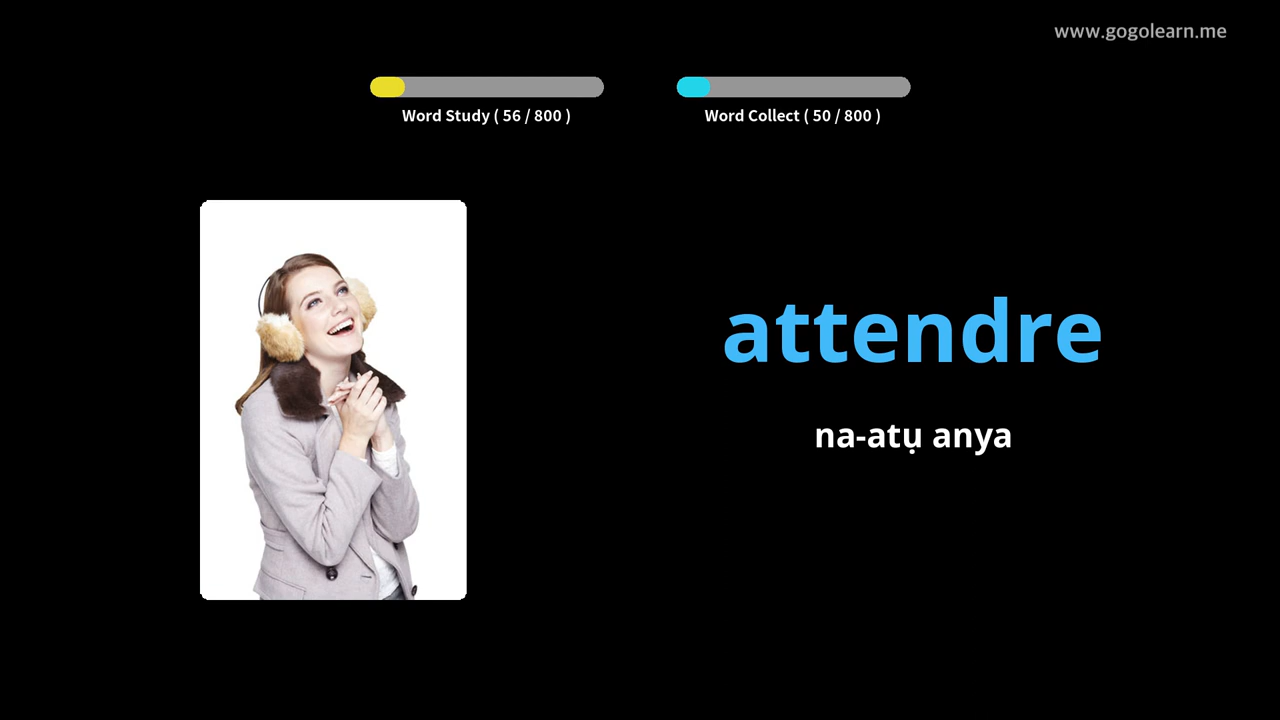 www.gogolearn.me
Word Study ( 56 / 800 )
Word Collect ( 50 / 800 )
attendre
na-atụ anya